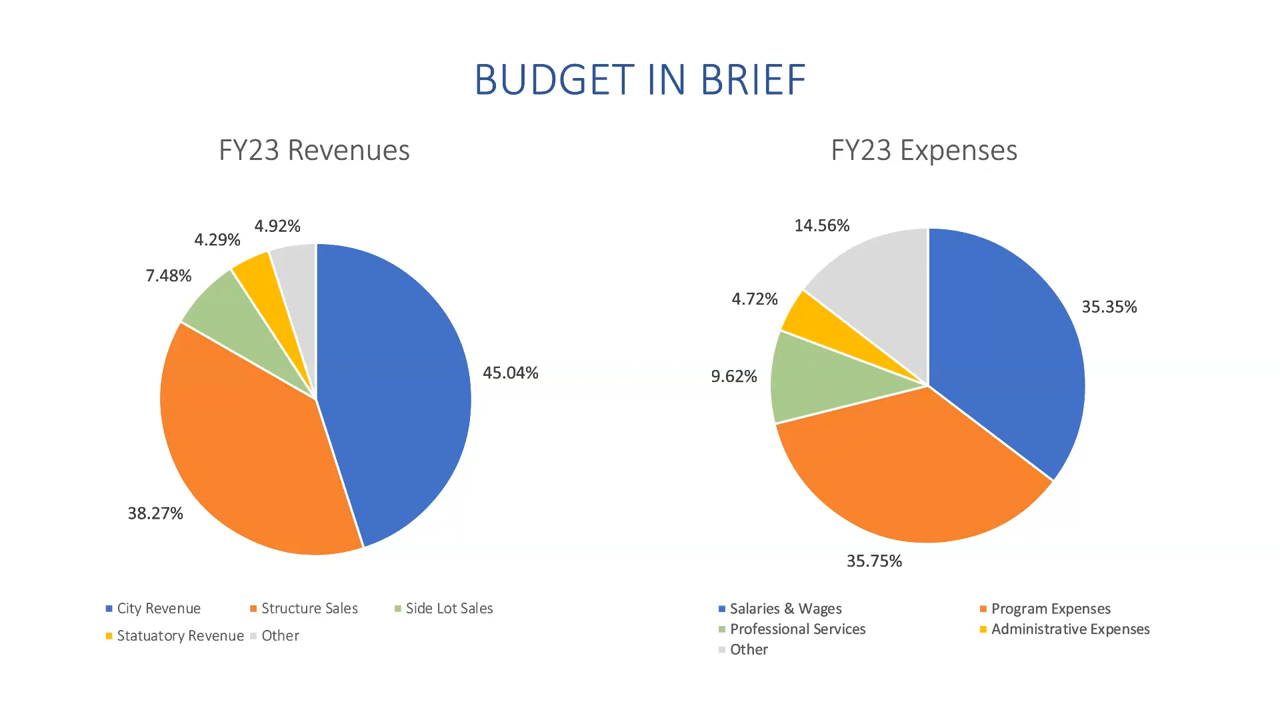 BUDGET IN BRIEF
FY23 Revenues
4.92%
4.29%
7.48%
45.04%
38.27%
City Revenue
Structure Sales
Side Lot Sales
Statuatory Revenue
Other
FY23 Expenses
14.56%
4.72%
35.35%
9.62%
35.75%
Salaries & Wages
Program Expenses
Professional Services
Administrative Expenses
Other